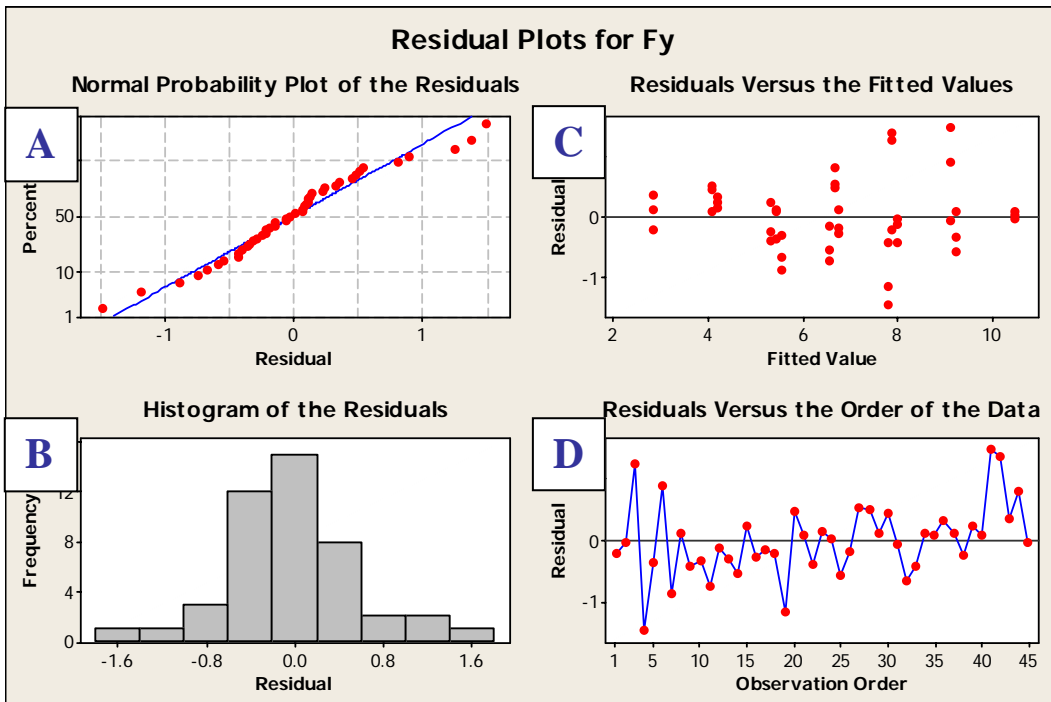 Residual Plots for Fy
Normal Probability Plot of the Residuals
A
Percent
50
10
1
-1 0 1
Residual
Residuals Versus the Fitted Values
C
Residual
0
-1
2 4 6 8 10
Fitted Value
Histogram of the Residuals
B
Frequency
12
8
4
0
-1.6 -0.8 0.0 0.8 1.6
Residual
Residuals Versus the Order of the Data
D
Residual
0
-1
1 5 10 15 20 25 30 35 40 45
Observation Order